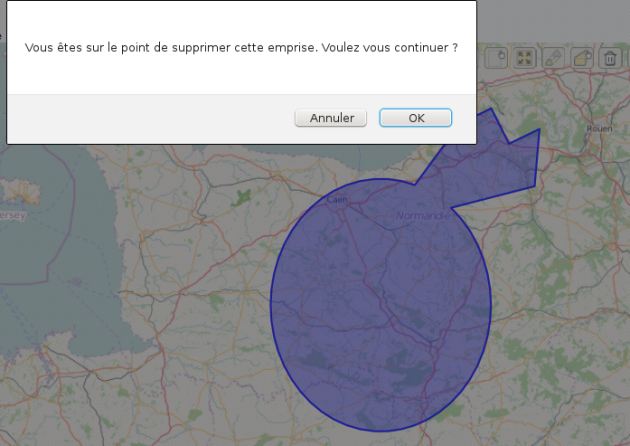 Vous êtes sur le point de supprimer cette emprise. Voulez vous continuer ?
Annuler
OK
Rouen
Caen
Normandie
ersey